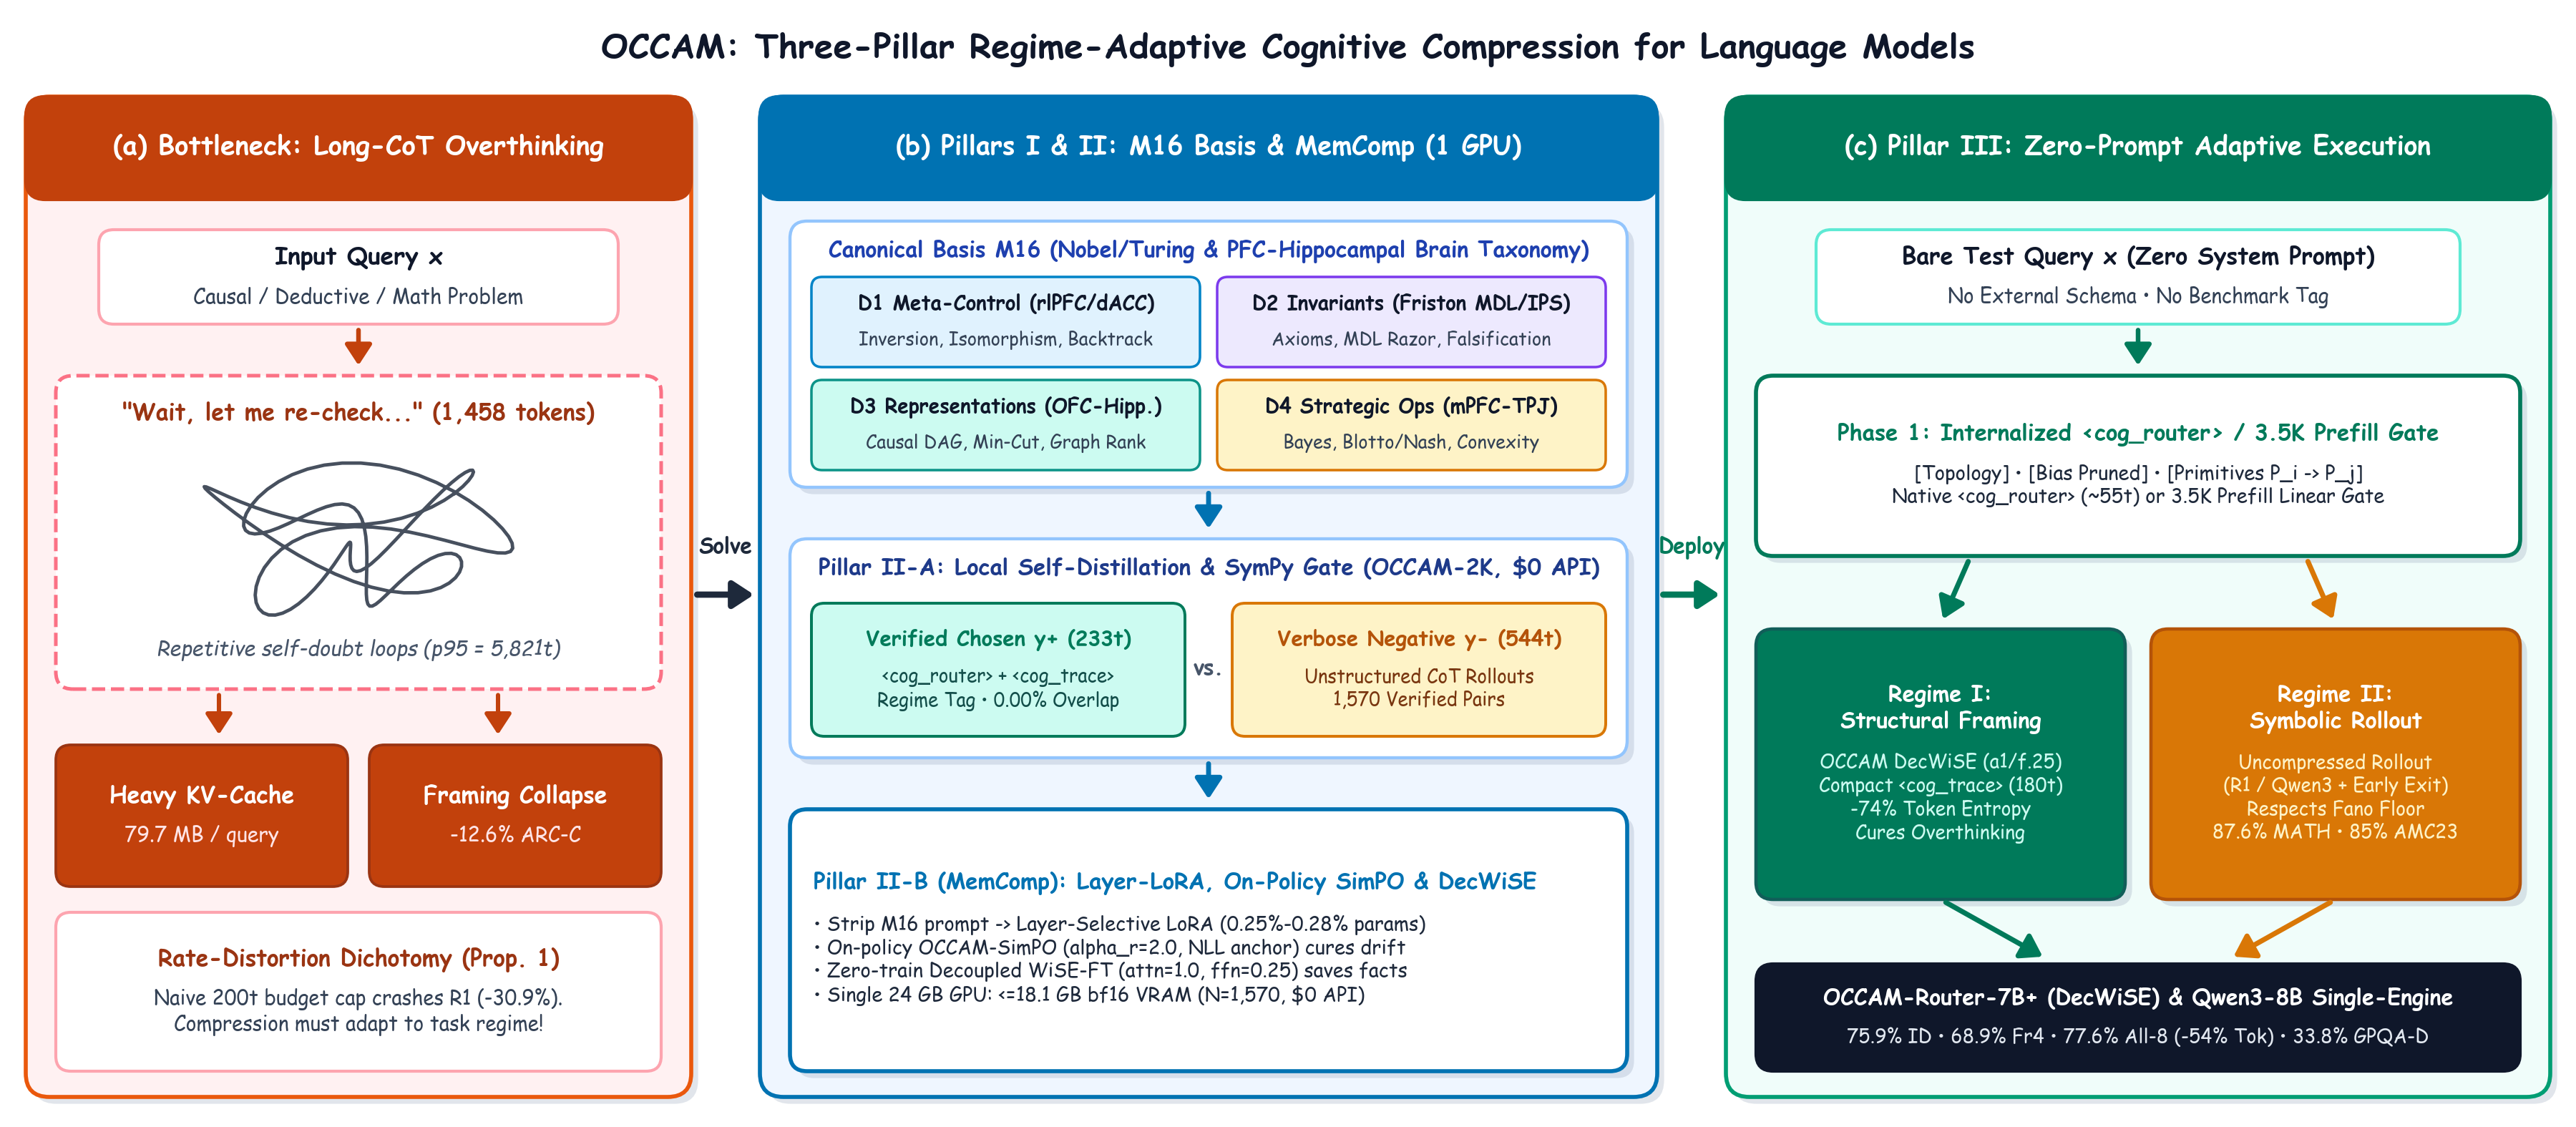 OCCAM: Three-Pillar Regime-Adaptive Cognitive Compression for Language Models
(a) Bottleneck: Long-CoT Overthinking
Input Query x
Causal / Deductive / Math Problem
"Wait, let me re-check..." (1,458 tokens)
Repetitive self-doubt loops (p95 = 5,821t)
Heavy KV-Cache
79.7 MB / query
Framing Collapse
-12.6% ARC-C
Rate-Distortion Dichotomy (Prop. 1)
Naive 200t budget cap crashes R1 (-30.9%).
Compression must adapt to task regime!
Solve
(b) Pillars I & II: M16 Basis & MemComp (1 GPU)
Canonical Basis M16 (Nobel/Turing & PFC-Hippocampal Brain Taxonomy)
D1 Meta-Control (rlPFC/dACC)
Inversion, Isomorphism, Backtrack
D2 Invariants (Friston MDL/IPS)
Axioms, MDL Razor, Falsification
D3 Representations (OFC-Hipp.)
Causal DAG, Min-Cut, Graph Rank
D4 Strategic Ops (mPFC-TPJ)
Bayes, Blotto/Nash, Convexity
Pillar II-A: Local Self-Distillation & SymPy Gate (OCCAM-2K, $0 API)
Verified Chosen y+ (233t)
<cog_router> + <cog_trace>
Regime Tag • 0.00% Overlap
vs.
Verbose Negative y- (544t)
Unstructured CoT Rollouts
1,570 Verified Pairs
Pillar II-B (MemComp): Layer-LoRA, On-Policy SimPO & DecWiSE
• Strip M16 prompt -> Layer-Selective LoRA (0.25%-0.28% params)
• On-policy OCCAM-SimPO (alpha_r=2.0, NLL anchor) cures drift
• Zero-train Decoupled WiSE-FT (attn=1.0, ffn=0.25) saves facts
• Single 24 GB GPU: <=18.1 GB bf16 VRAM (N=1,570, $0 API)
Deploy
(c) Pillar III: Zero-Prompt Adaptive Execution
Bare Test Query x (Zero System Prompt)
No External Schema • No Benchmark Tag
Phase 1: Internalized <cog_router> / 3.5K Prefill Gate
[Topology] • [Bias Pruned] • [Primitives P_i -> P_j]
Native <cog_router> (~55t) or 3.5K Prefill Linear Gate
Regime I:
Structural Framing
OCCAM DecWiSE (a1/f.25)
Compact <cog_trace> (180t)
-74% Token Entropy
Cures Overthinking
Regime II:
Symbolic Rollout
Uncompressed Rollout
(R1 / Qwen3 + Early Exit)
Respects Fano Floor
87.6% MATH • 85% AMC23
OCCAM-Router-7B+ (DecWiSE) & Qwen3-8B Single-Engine
75.9% ID • 68.9% Fr4 • 77.6% All-8 (-54% Tok) • 33.8% GPQA-D